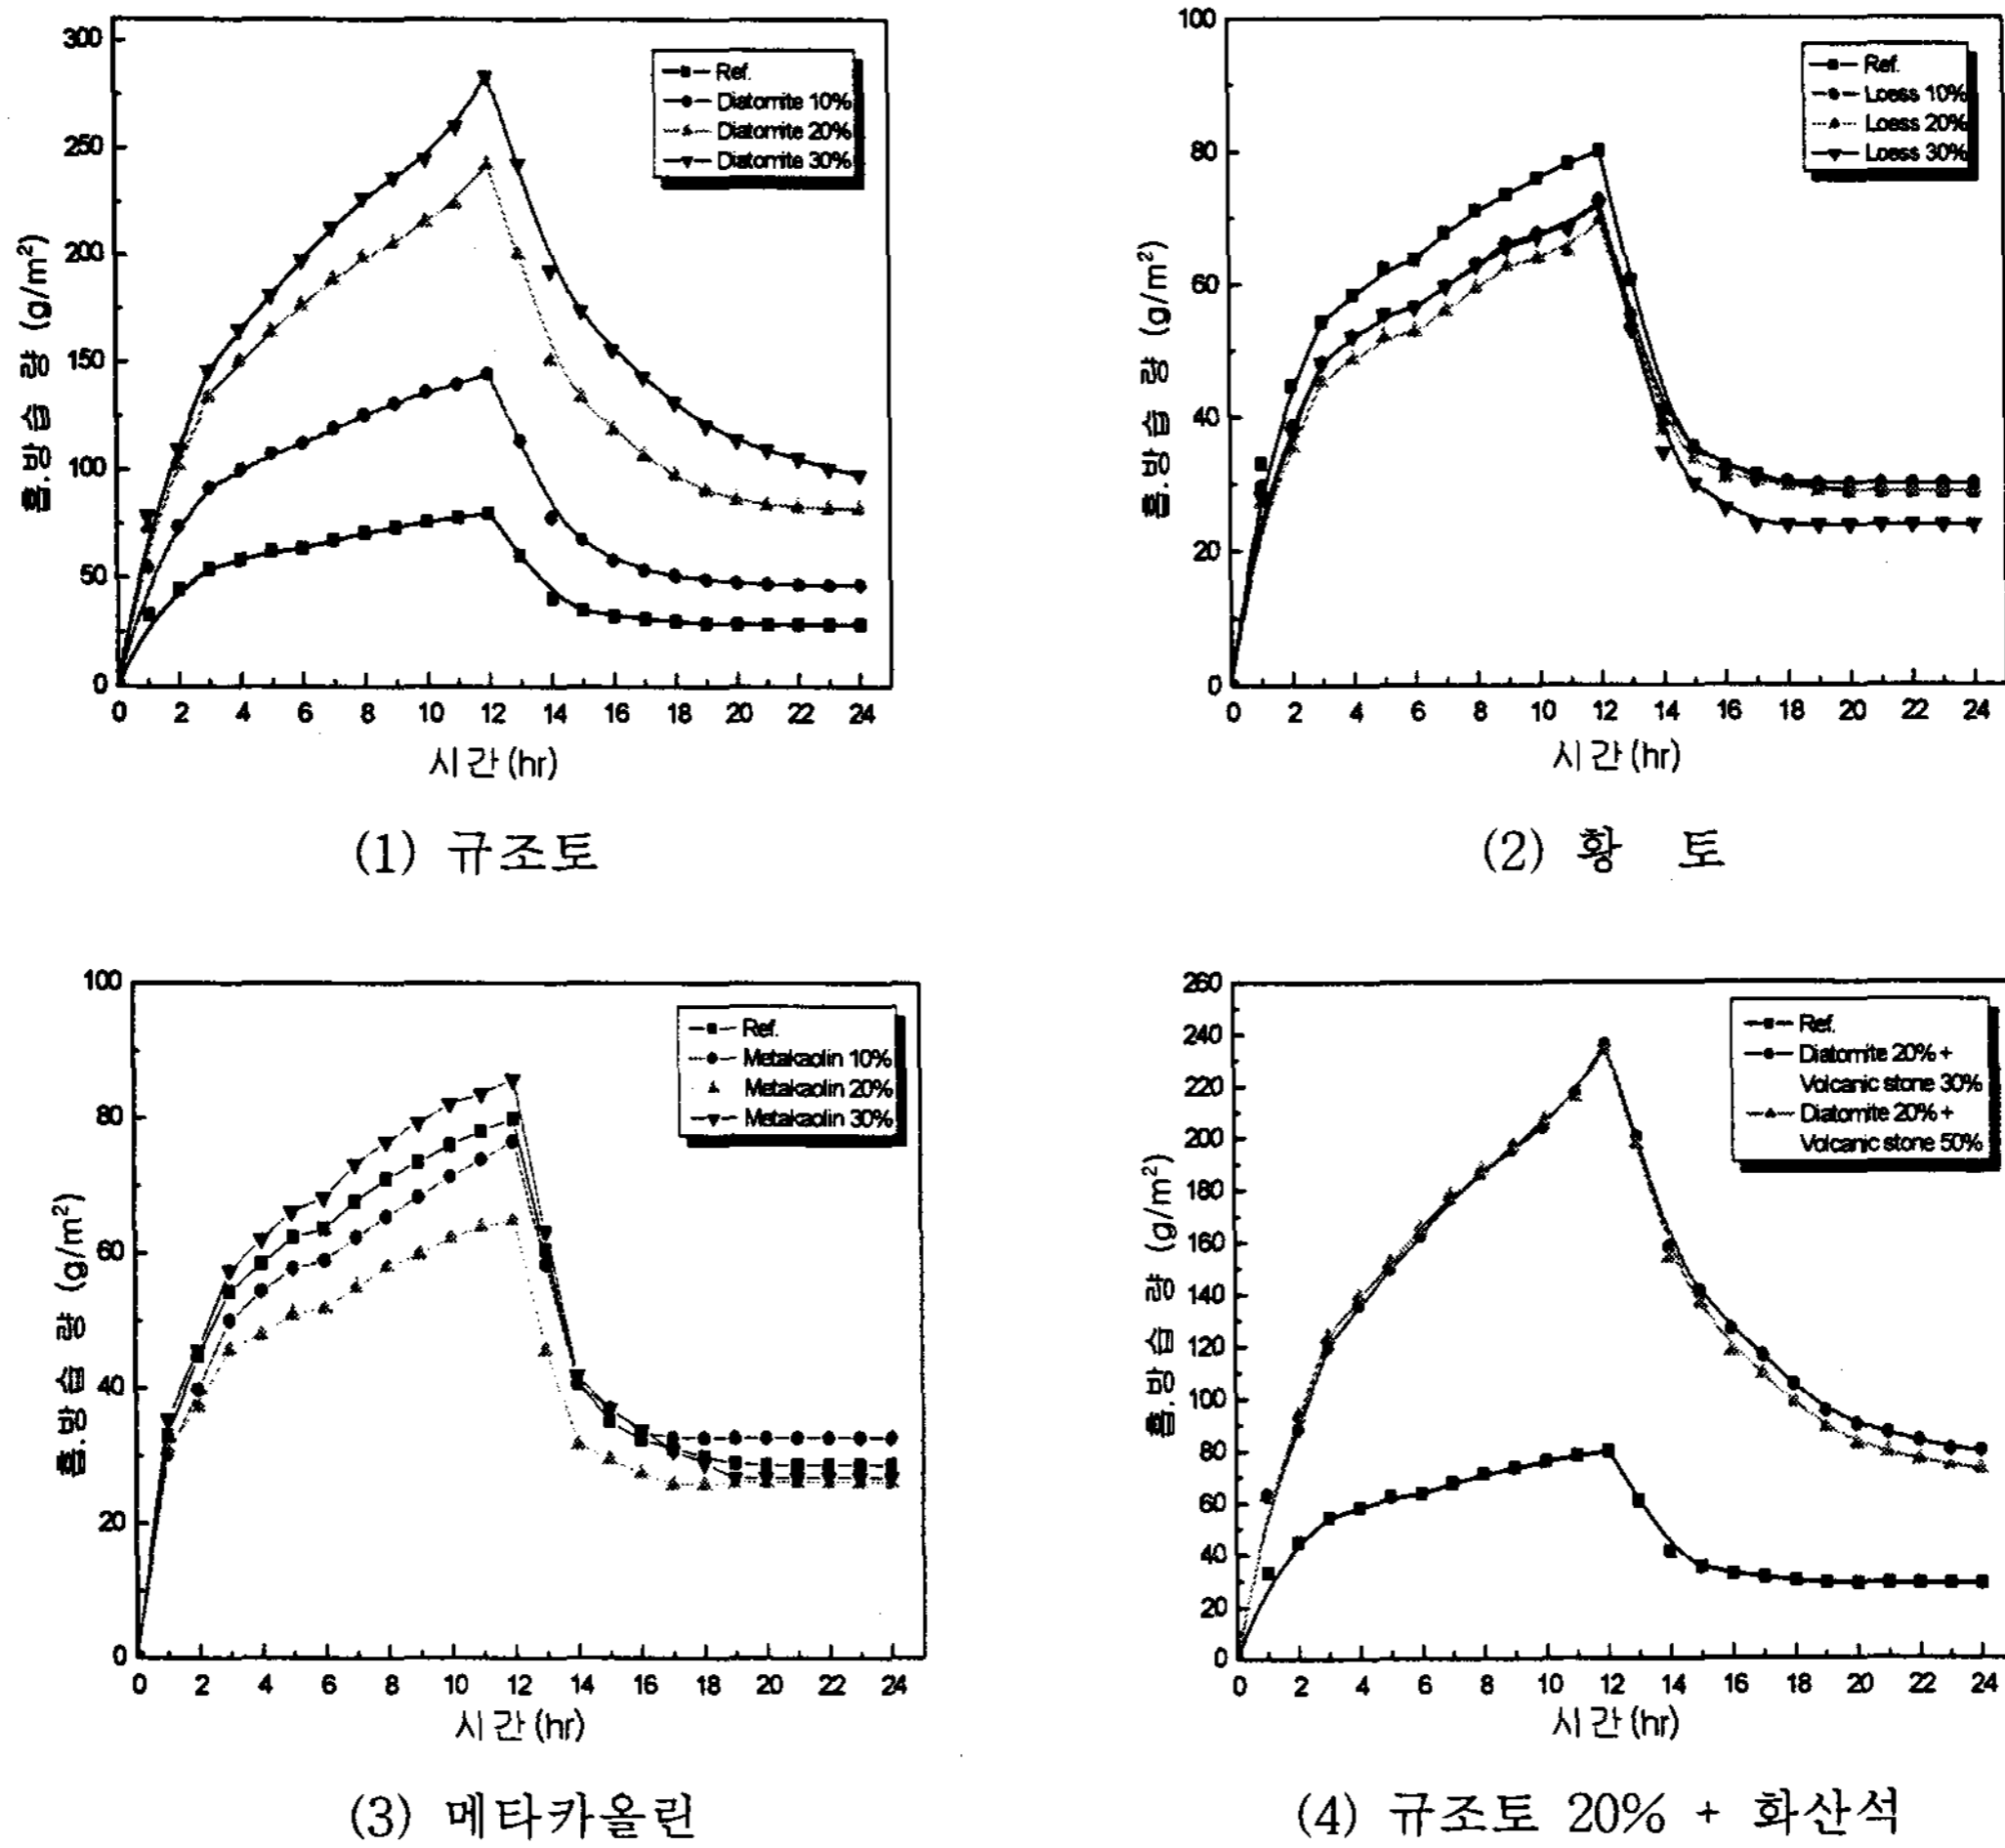 300
250
200
150
100
50
0
흡.방습 량 (g/m²)
Ref.
Diatomite 10%
Diatomite 20%
Diatomite 30%
0 2 4 6 8 10 12 14 16 18 20 22 24
시간(hr)
(1) 규조토
100
80
60
40
20
0
흡.방습 량 (g/m²)
Ref.
Loess 10%
Loess 20%
Loess 30%
0 2 4 6 8 10 12 14 16 18 20 22 24
시간(hr)
(2) 황 토
100
80
60
40
20
0
흡.방습 량 (g/m²)
Ref.
Metakaolin 10%
Metakaolin 20%
Metakaolin 30%
0 2 4 6 8 10 12 14 16 18 20 22 24
시간(hr)
(3) 메타카올린
260
240
220
200
180
160
140
120
100
80
60
40
20
0
흡.방습 량 (g/m²)
Ref.
Diatomite 20% +
Volcanic stone 30%
Diatomite 20% +
Volcanic stone 50%
0 2 4 6 8 10 12 14 16 18 20 22 24
시간(hr)
(4) 규조토 20% + 화산석